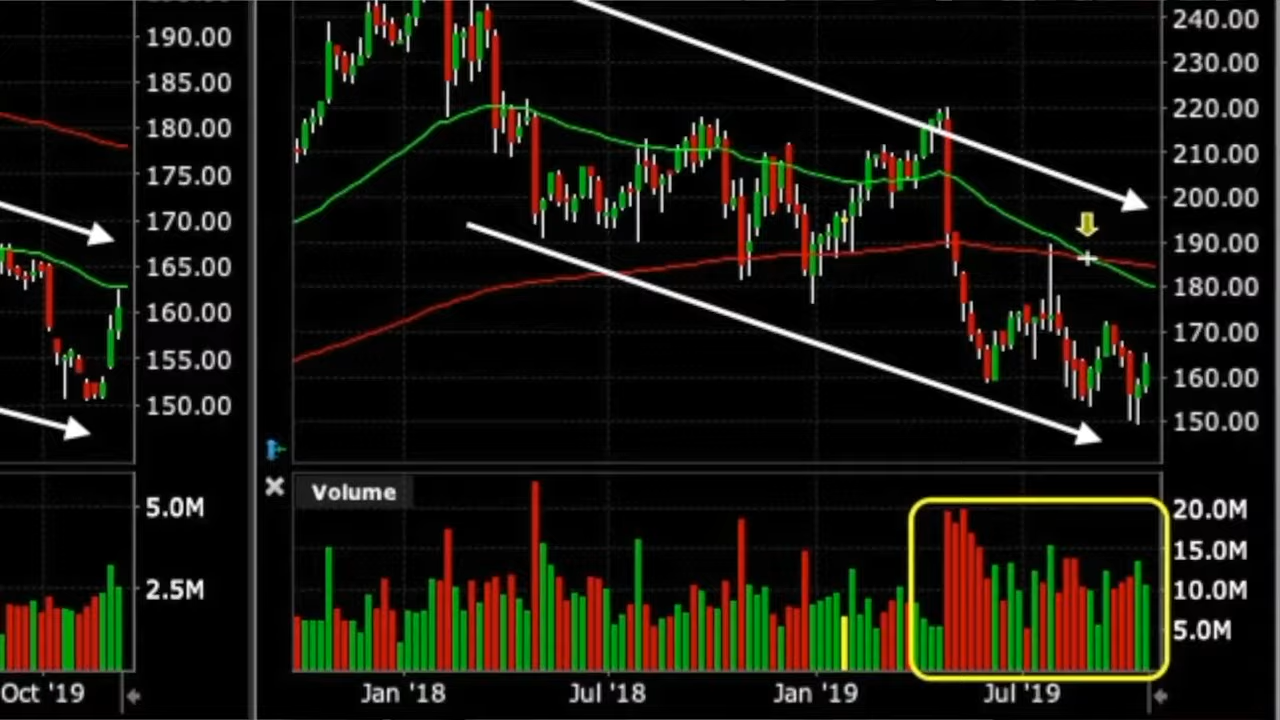 190.00
185.00
180.00
175.00
170.00
165.00
160.00
155.00
150.00
5.0M
2.5M
Oct '19
240.00
230.00
220.00
210.00
200.00
190.00
180.00
170.00
160.00
150.00
Volume
20.0M
15.0M
10.0M
5.0M
Jan '18
Jul '18
Jan '19
Jul '19